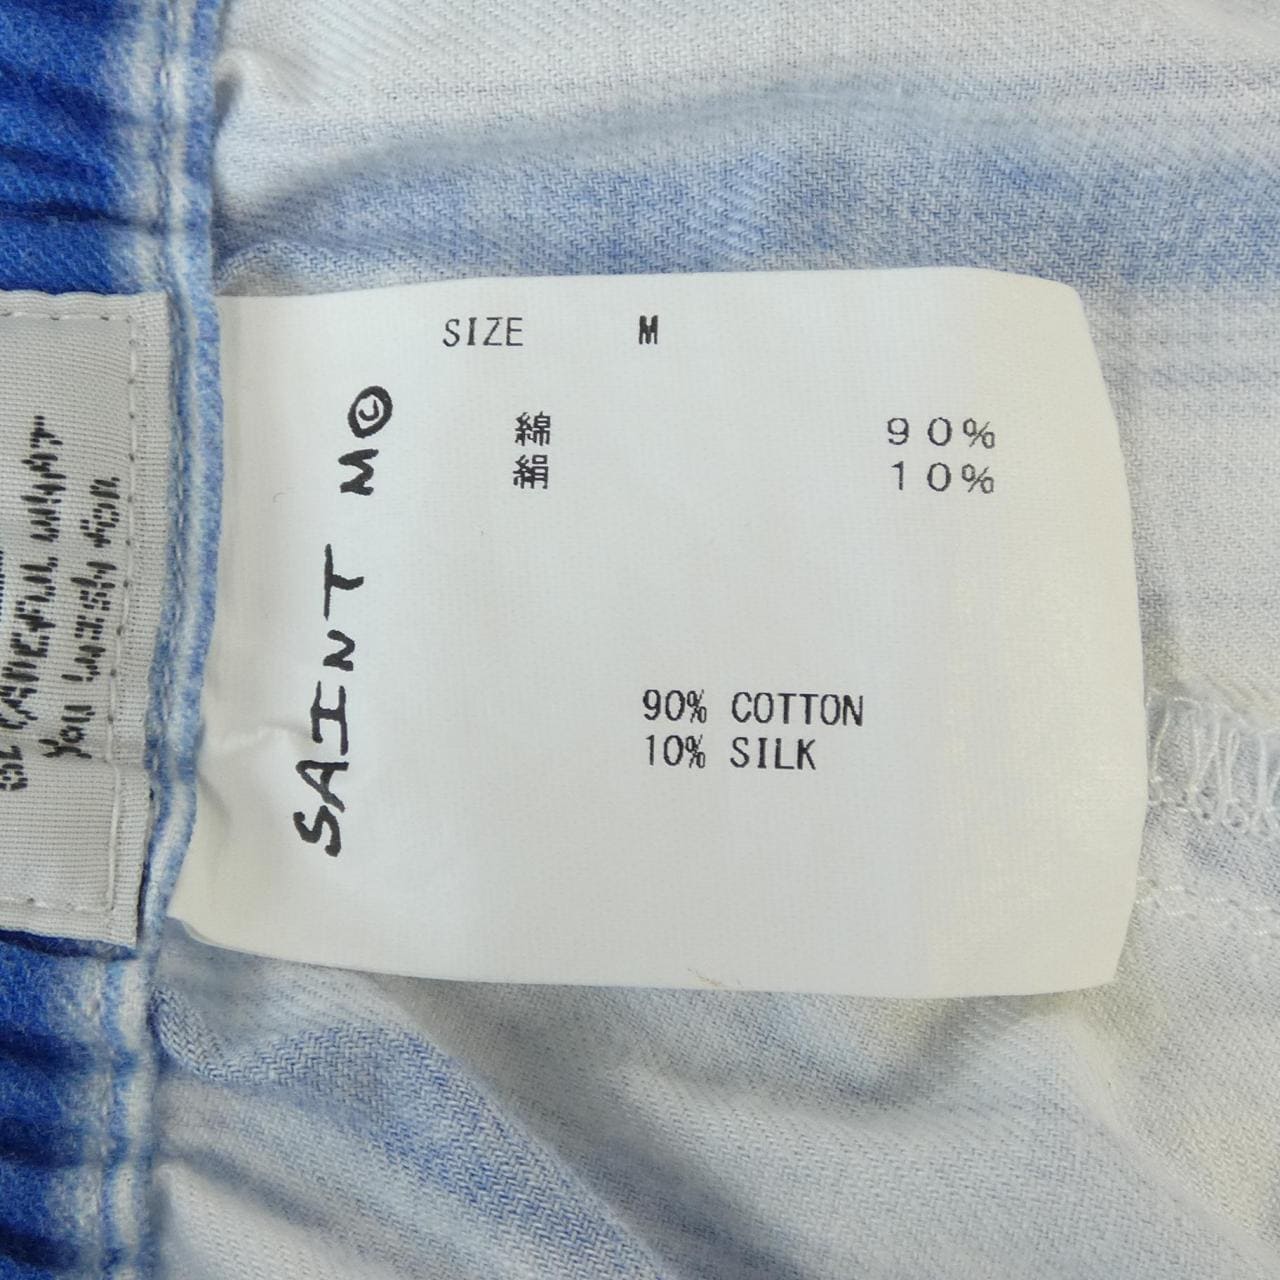 SIZE M
綿 90%
絹 10%
90% COTTON
10% SILK
SAINT M©
BE CAREFUL WHAT
YOU WISH FOR